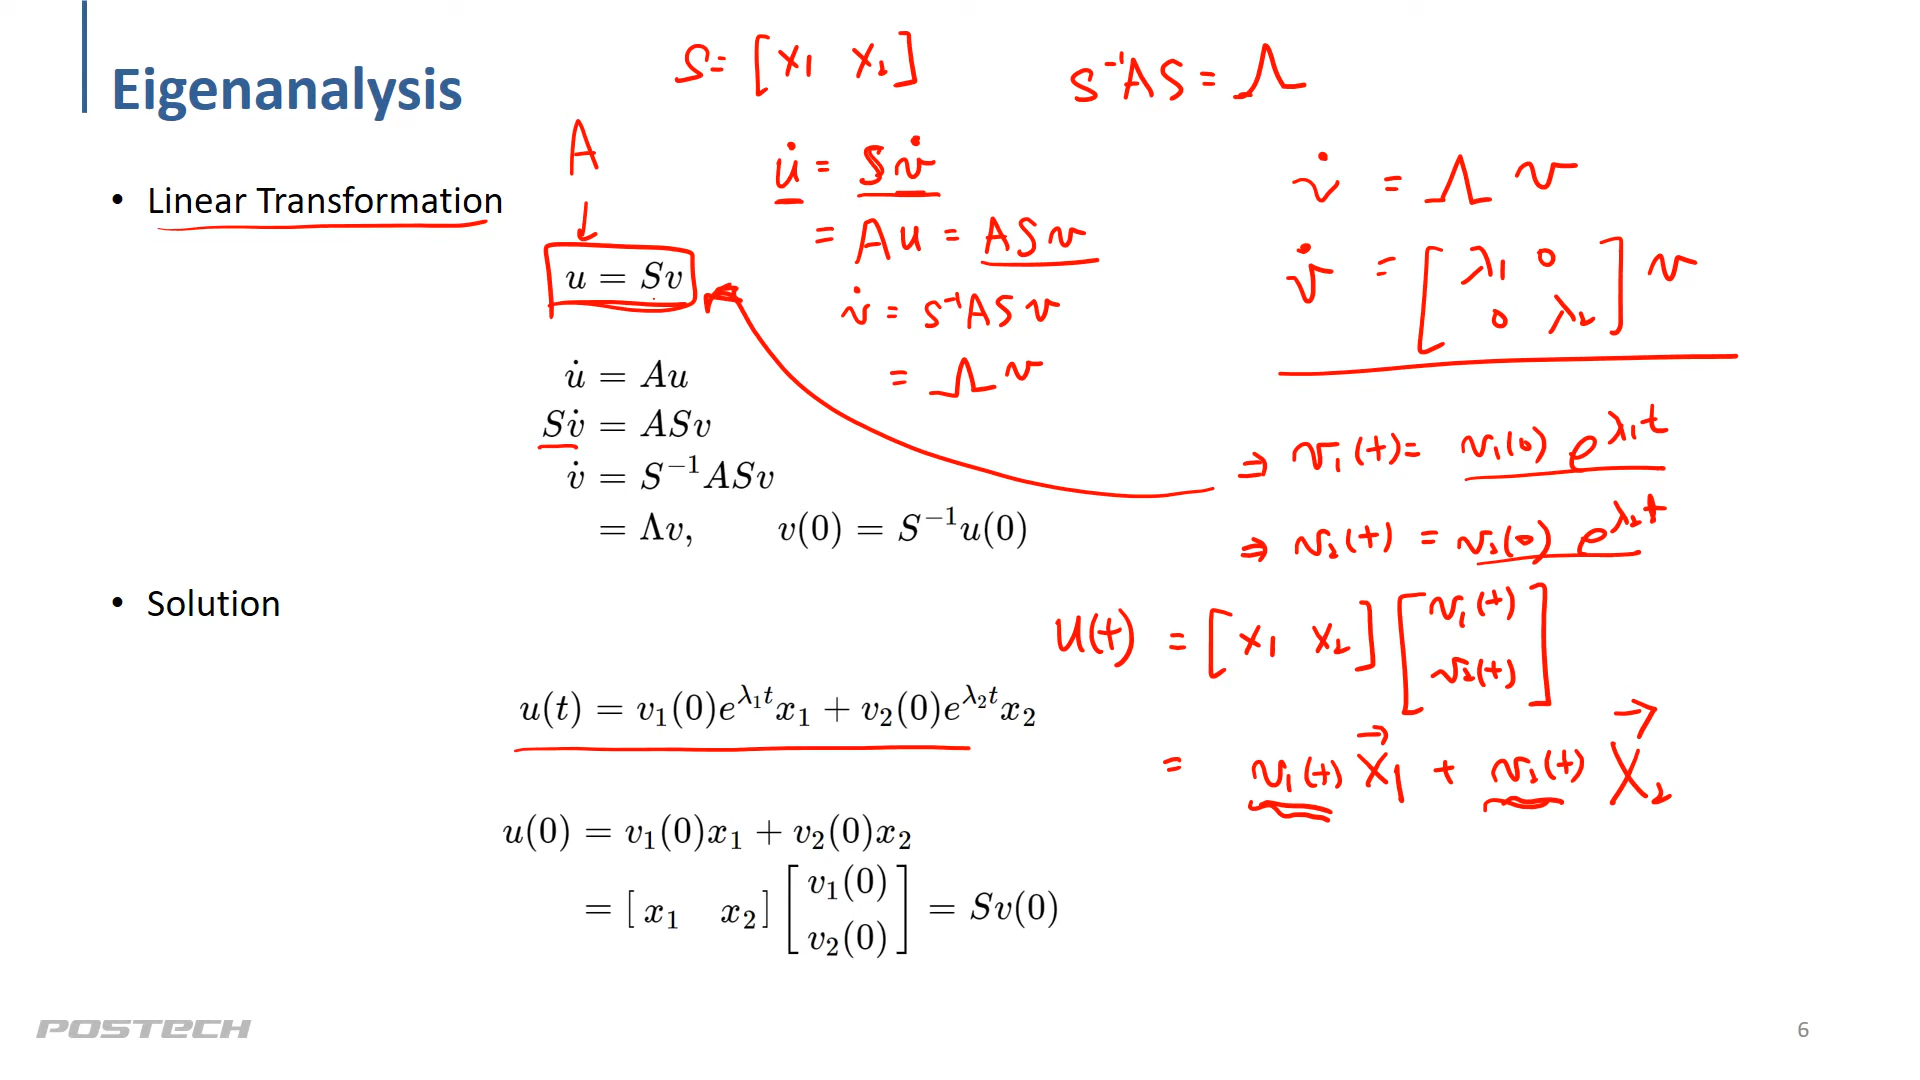 Eigenanalysis
S = [x₁ x₂]
S⁻¹AS = Λ
A
↓
• Linear Transformation
u = Sv
u̇ = Sv̇
= Au = ASv
v̇ = S⁻¹ASv
= Λv
v̇ = Λ v
v̇ = [λ₁ 0
0 λ₂] v
u̇ = Au
Sv̇ = ASv
v̇ = S⁻¹ASv
= Λv, v(0) = S⁻¹u(0)
⇒ v₁(t) = v₁(0) e^{λ₁t}
⇒ v₂(t) = v₂(0) e^{λ₂t}
• Solution
u(t) = [x₁ x₂] [v₁(t)
v₂(t)]
= v₁(t) x⃗₁ + v₂(t) x⃗₂
u(t) = v₁(0)e^{λ₁t}x₁ + v₂(0)e^{λ₂t}x₂
u(0) = v₁(0)x₁ + v₂(0)x₂
= [x₁ x₂] [v₁(0)
v₂(0)] = Sv(0)
POSTECH
6